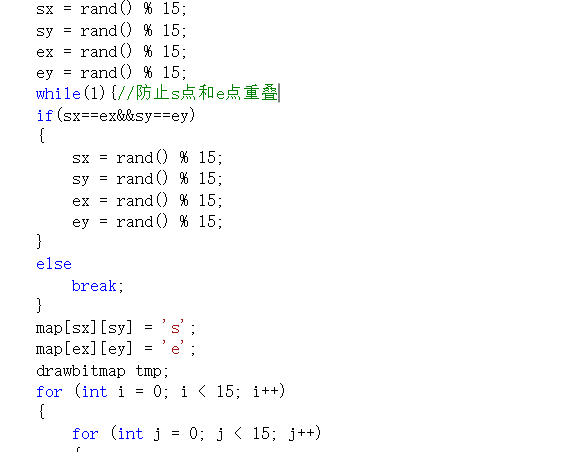 sx = rand() % 15;
sy = rand() % 15;
ex = rand() % 15;
ey = rand() % 15;
while(1){//防止s点和e点重叠
if(sx==ex&&sy==ey)
{
    sx = rand() % 15;
    sy = rand() % 15;
    ex = rand() % 15;
    ey = rand() % 15;
}
else
    break;
}
map[sx][sy] = 's';
map[ex][ey] = 'e';
drawbitmap tmp;
for (int i = 0; i < 15; i++)
{
    for (int j = 0; j < 15; j++)
    {